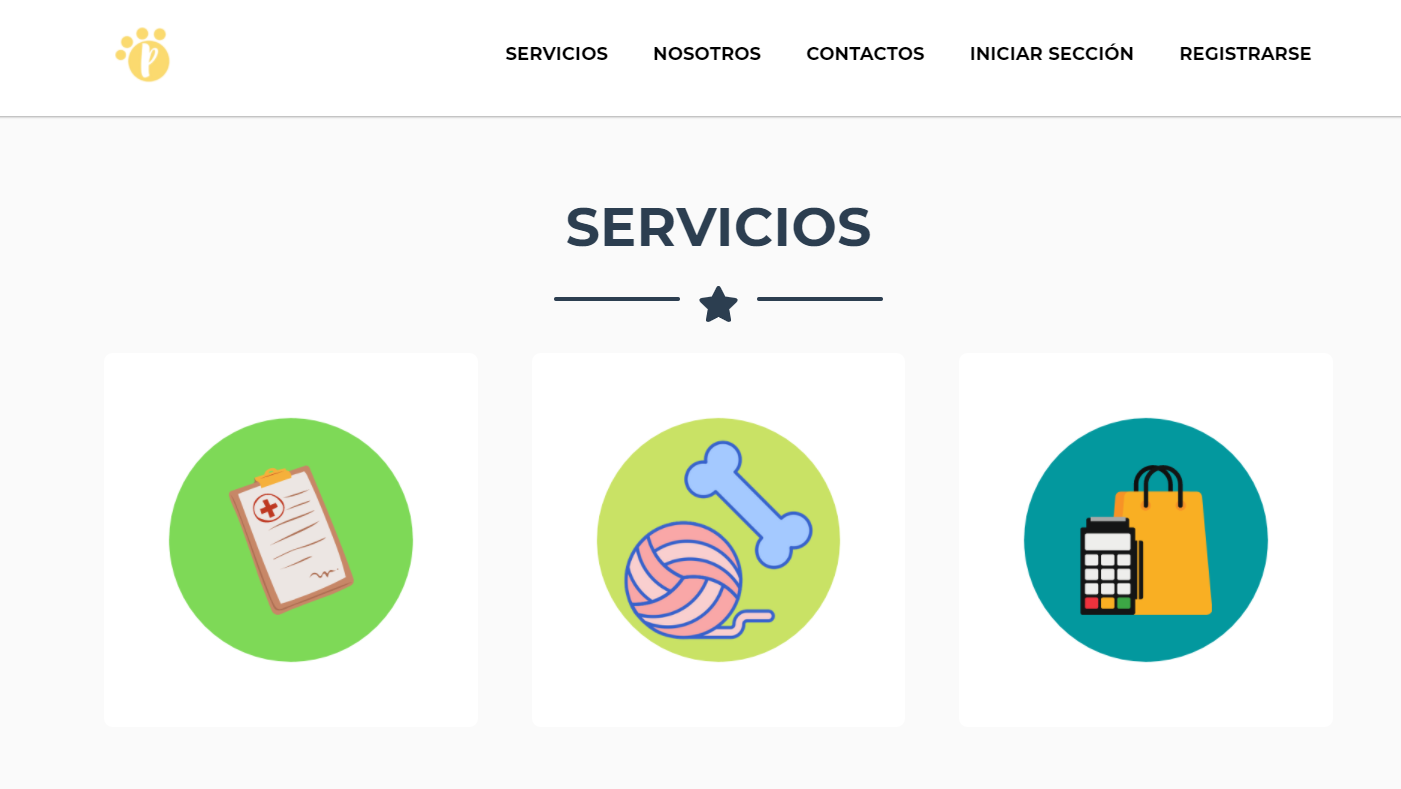 p
SERVICIOS NOSOTROS CONTACTOS INICIAR SECCIÓN REGISTRARSE
SERVICIOS